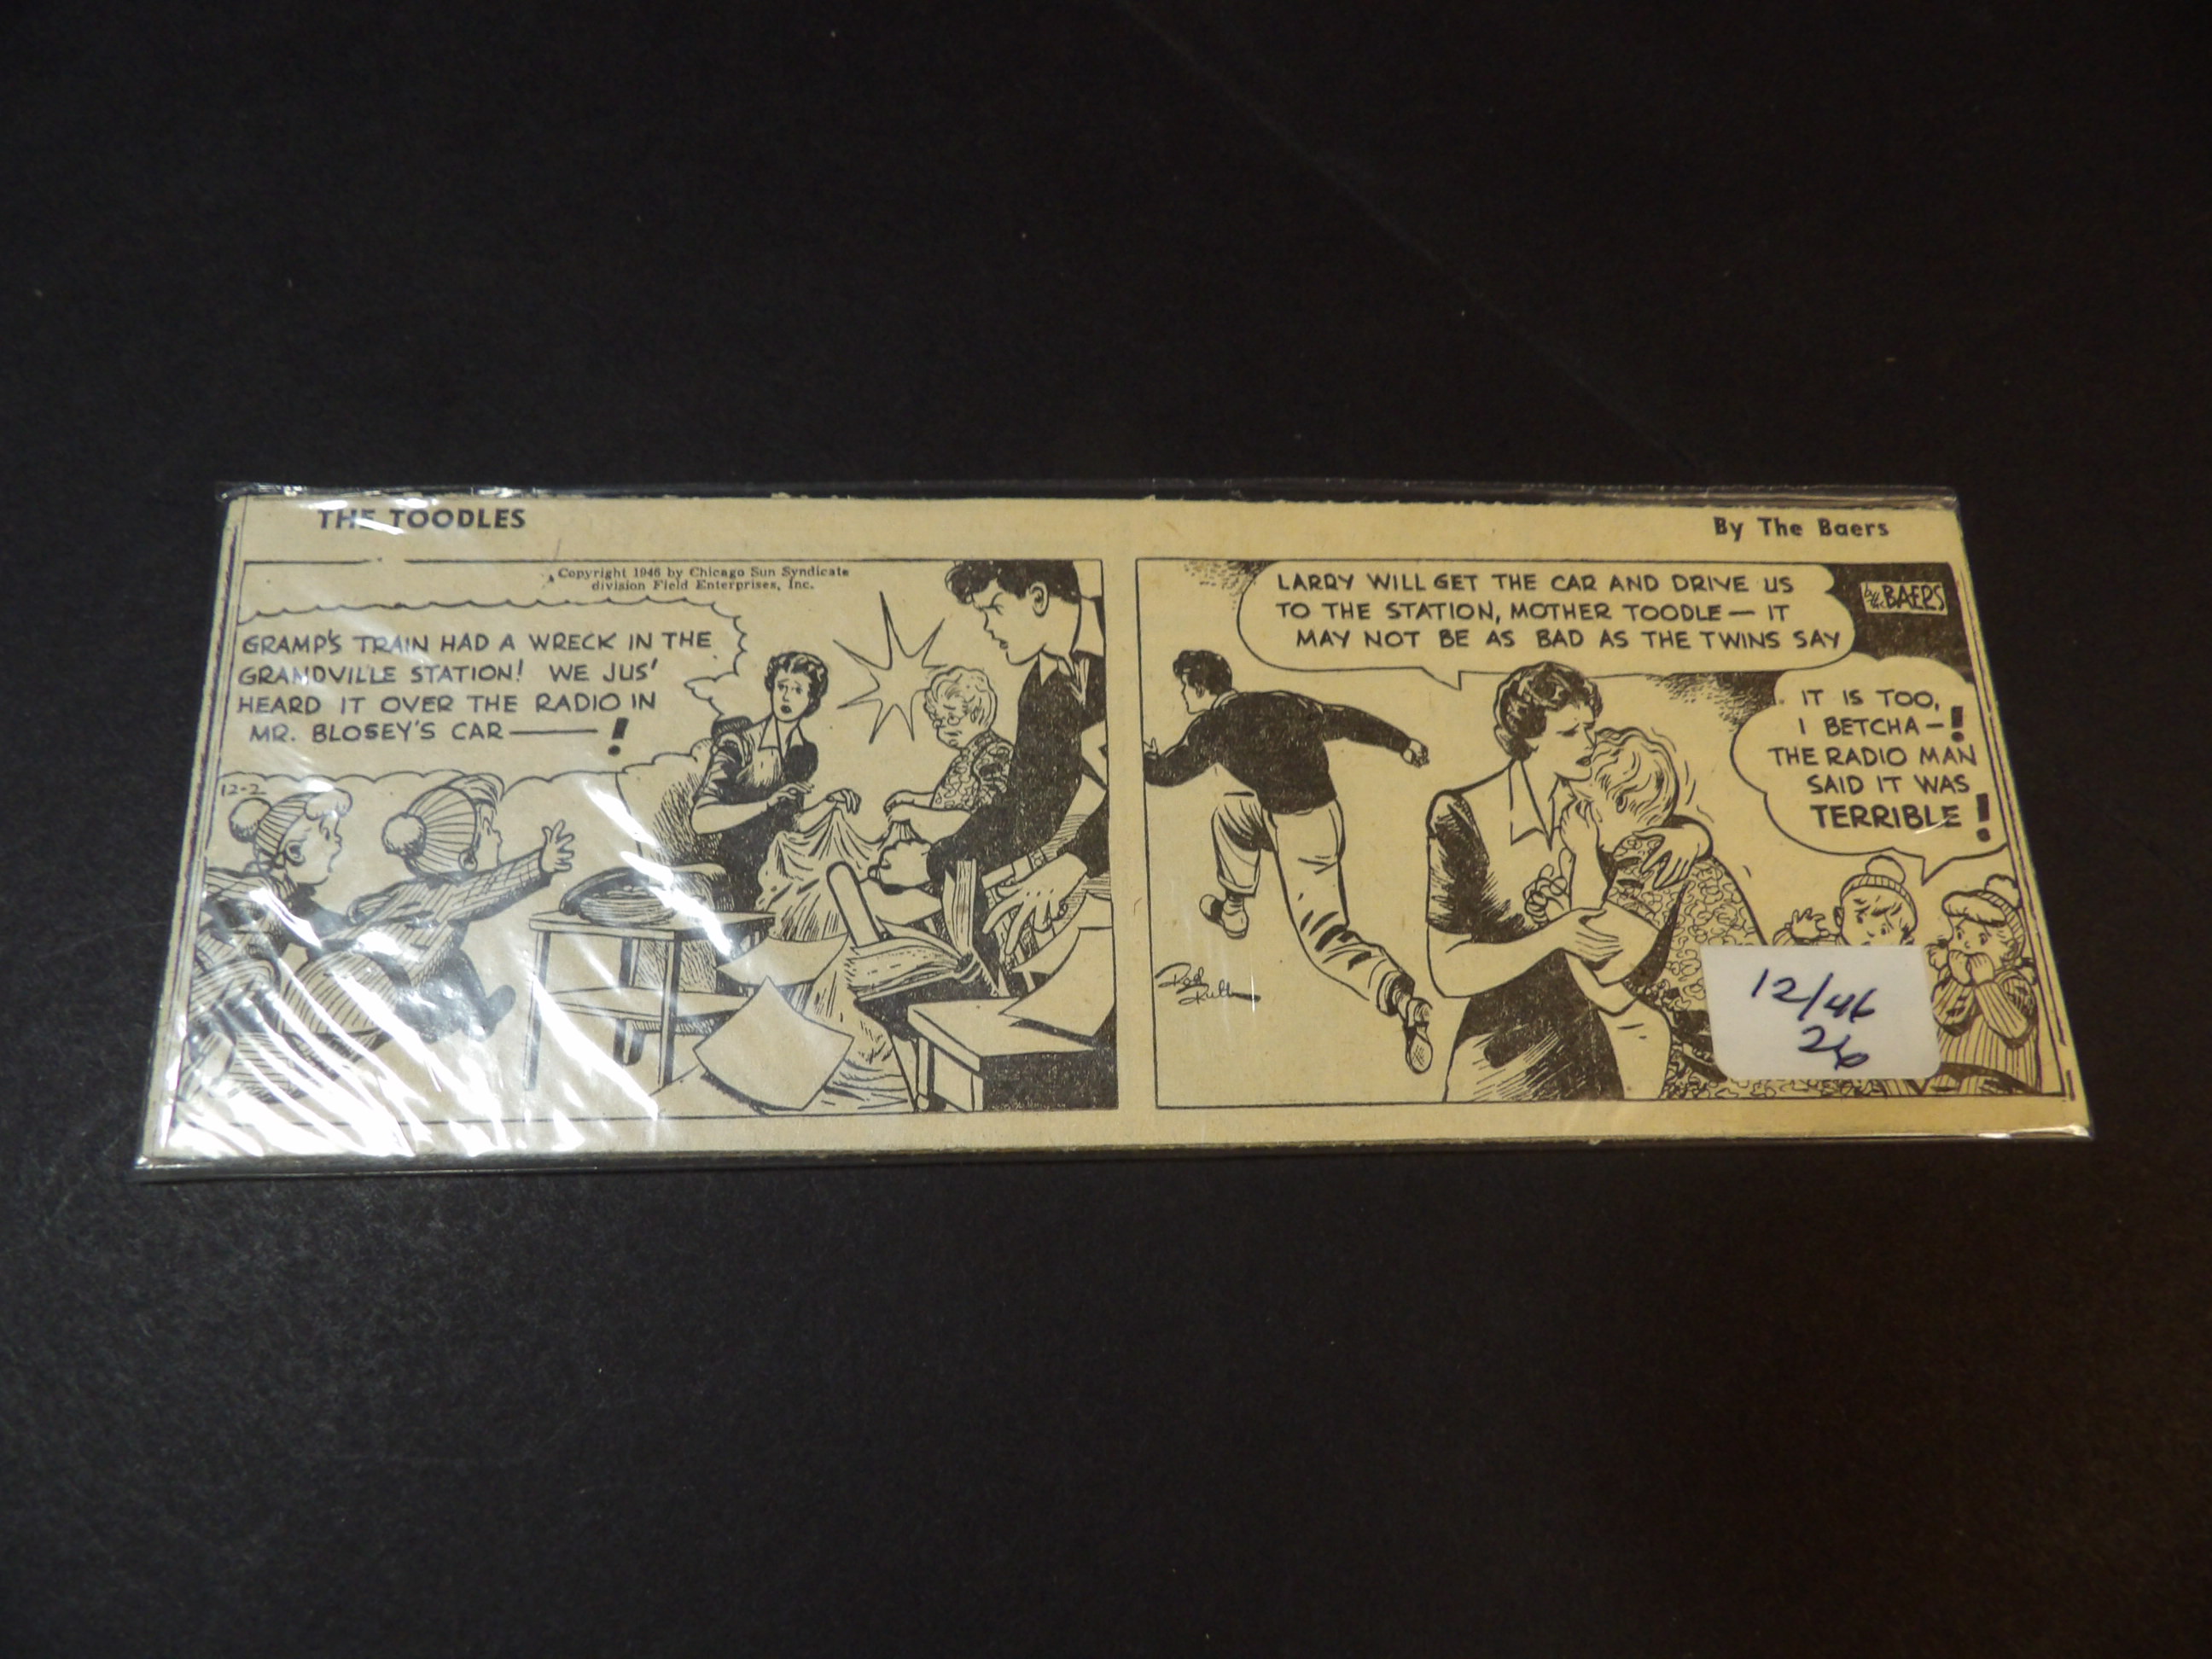 THE TOODLES
By The Baers
Copyright 1946 by Chicago Sun Syndicate
division Field Enterprises, Inc.
GRAMP'S TRAIN HAD A WRECK IN THE
GRANDVILLE STATION! WE JUS'
HEARD IT OVER THE RADIO IN
MR. BLOSEY'S CAR——!
12-2
LARRY WILL GET THE CAR AND DRIVE US
TO THE STATION, MOTHER TOODLE— IT
MAY NOT BE AS BAD AS THE TWINS SAY
by the BAERS
IT IS TOO,
I BETCHA—!
THE RADIO MAN
SAID IT WAS
TERRIBLE!
Rod
12/46
26